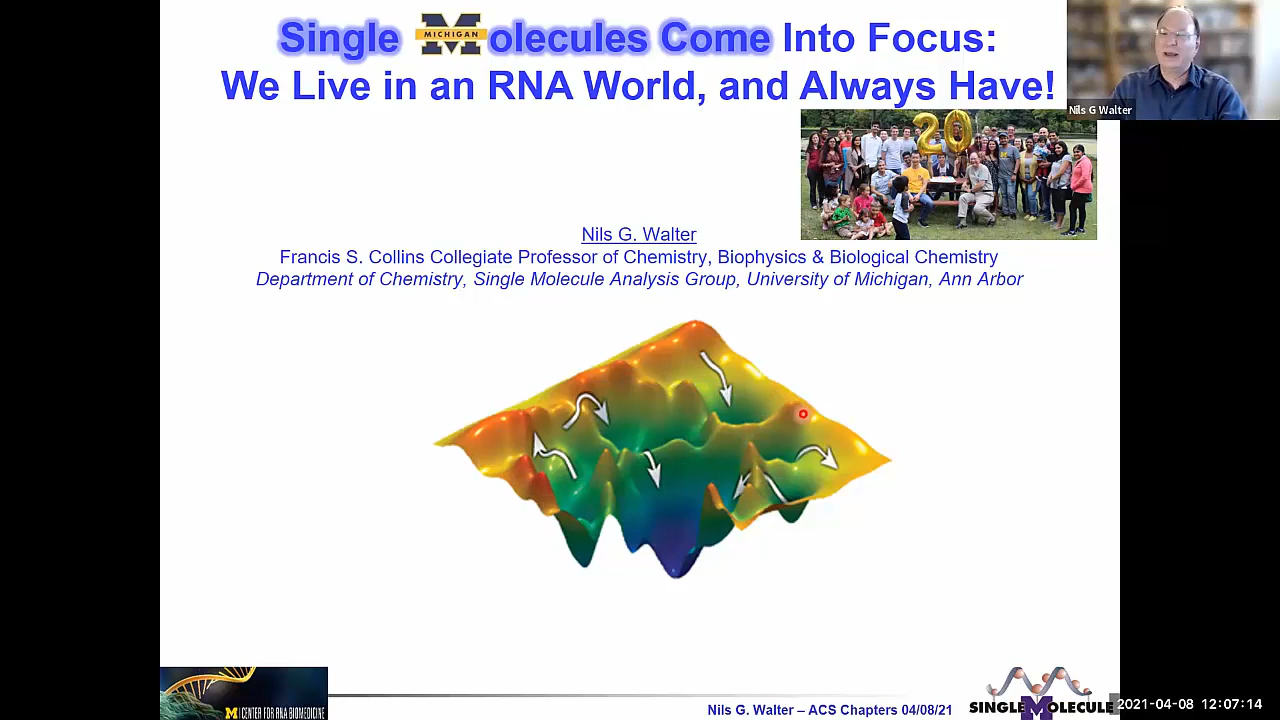 Single MICHIGAN Molecules Come Into Focus:
We Live in an RNA World, and Always Have!
Nils G Walter
20
Nils G. Walter
Francis S. Collins Collegiate Professor of Chemistry, Biophysics & Biological Chemistry
Department of Chemistry, Single Molecule Analysis Group, University of Michigan, Ann Arbor
M | CENTER FOR RNA BIOMEDICINE
Nils G. Walter – ACS Chapters 04/08/21
SINGLE MOLECULE
2021-04-08 12:07:14